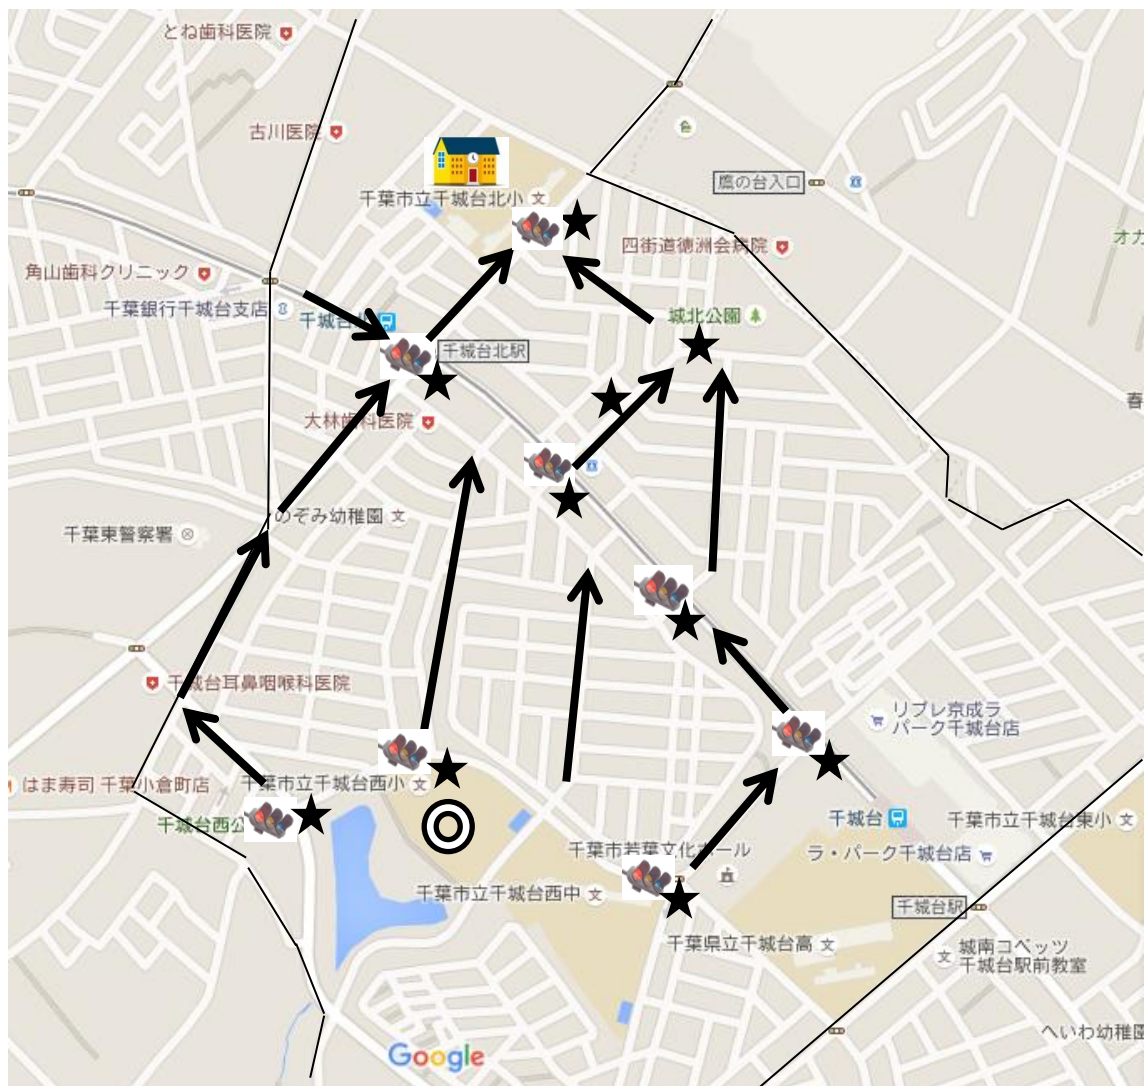 とね歯科医院
古川医院
千葉市立千城台北小
鷹の台入口
四街道徳洲会病院
オナ
角山歯科クリニック
千葉銀行千城台支店
千城台北
城北公園
千城台北駅
春
大林歯科医院
のぞみ幼稚園
千葉東警察署
千城台耳鼻咽喉科医院
リブレ京成ラ
パーク千城台店
はま寿司 千葉小倉町店
千葉市立千城台西小
千城台西公
千城台
千葉市立千城台東小
千葉市若葉文化ホール
ラ・パーク千城台店
千葉市立千城台西中
千城台駅
千葉県立千城台高
城南コベッツ
千城台駅前教室
へいわ幼稚園
Google